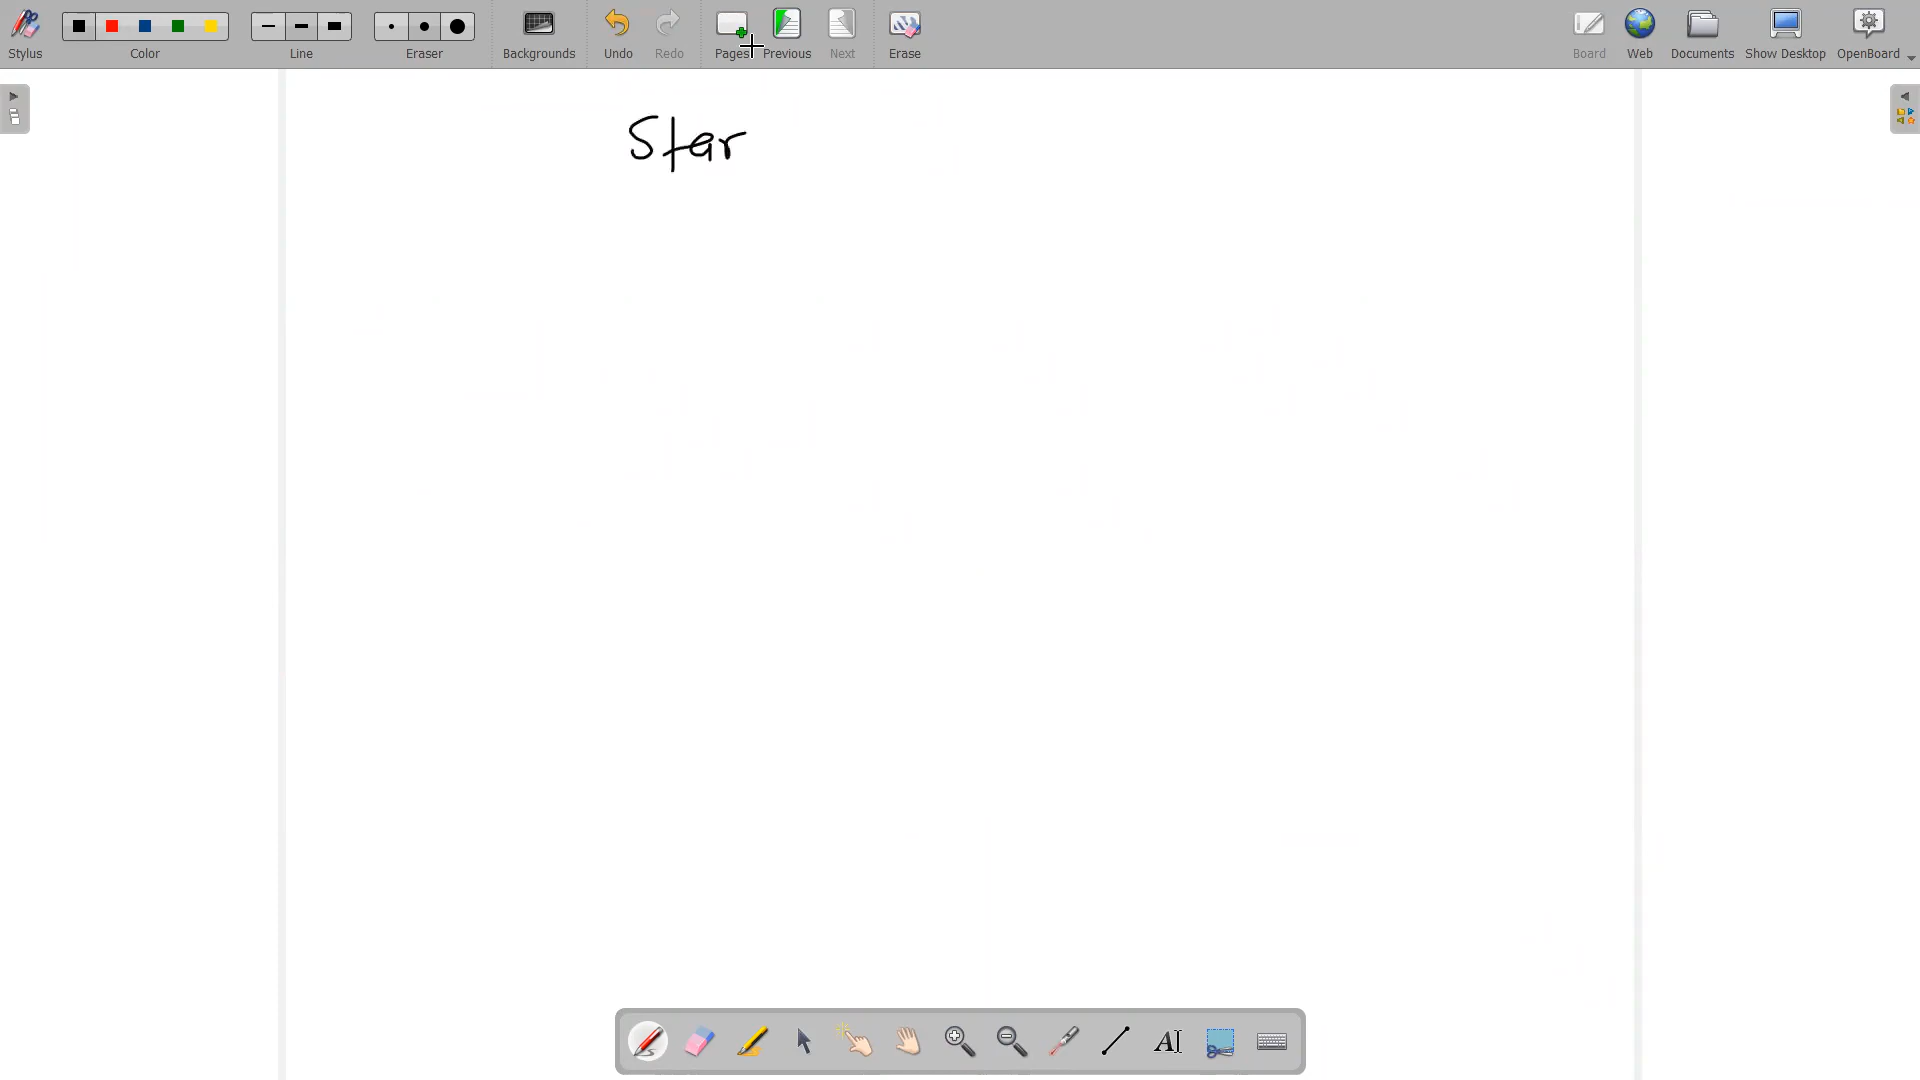 Stylus Color Line Eraser Backgrounds Undo Redo Pages Previous Next Erase Board Web Documents Show Desktop OpenBoard
Star
A